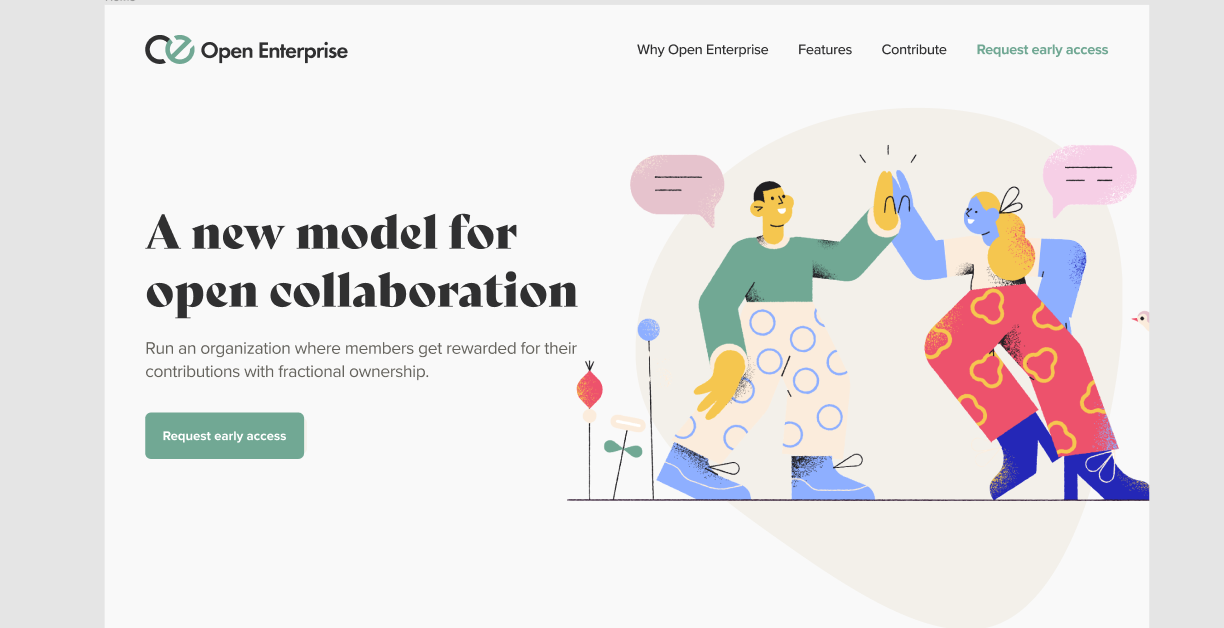 Home
Open Enterprise
Why Open Enterprise
Features
Contribute
Request early access
A new model for
open collaboration
Run an organization where members get rewarded for their
contributions with fractional ownership.
Request early access